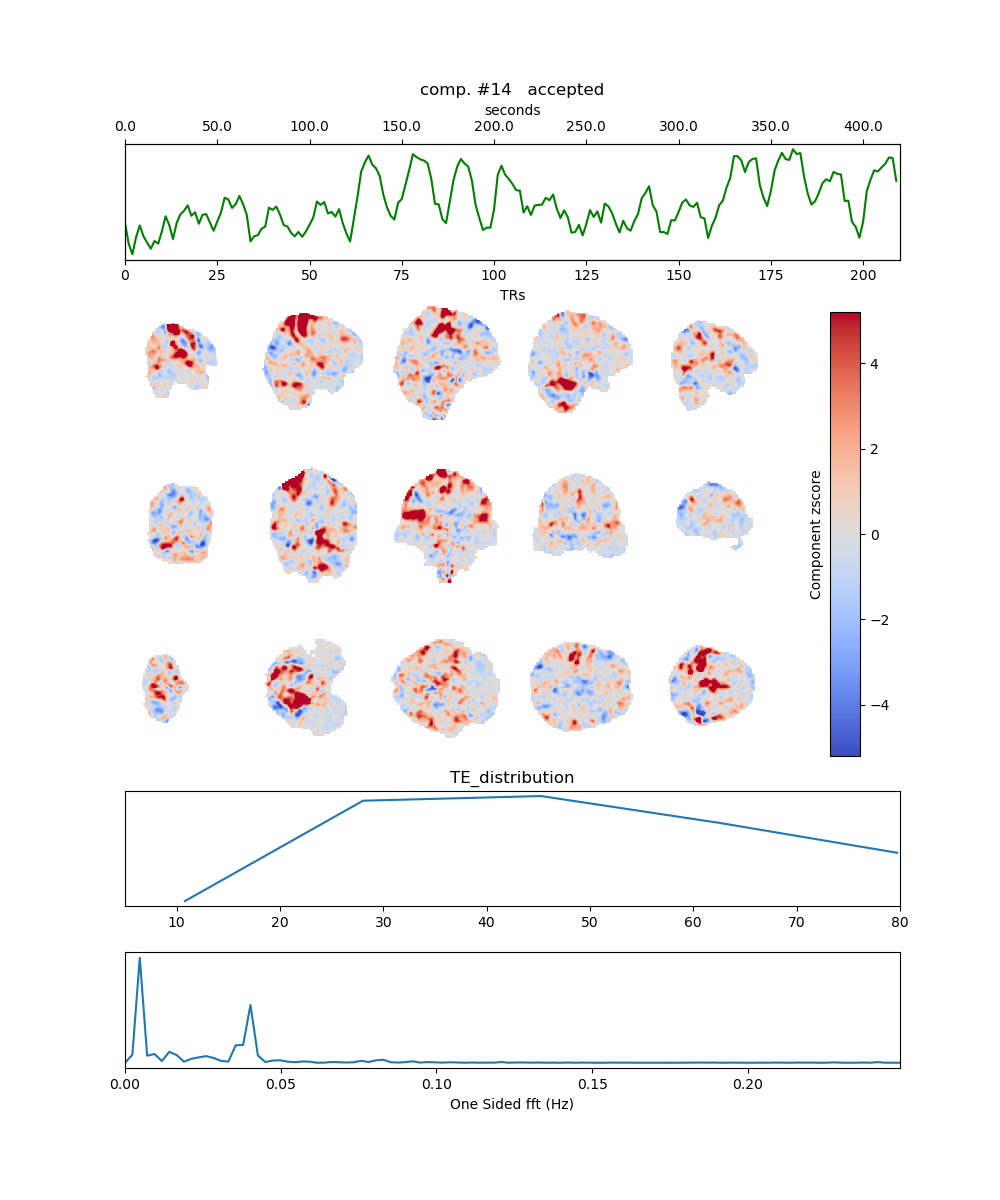 comp. #14   accepted
seconds
0.0 50.0 100.0 150.0 200.0 250.0 300.0 350.0 400.0
0 25 50 75 100 125 150 175 200
TRs
4
2
0
−2
−4
Component zscore
TE_distribution
10 20 30 40 50 60 70 80
0.00 0.05 0.10 0.15 0.20
One Sided fft (Hz)